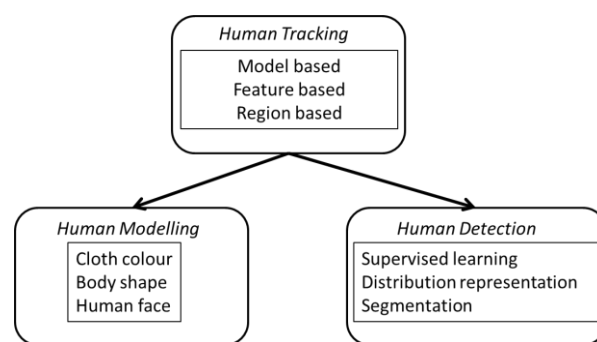 Human Tracking
Model based
Feature based
Region based
Human Modelling
Cloth colour
Body shape
Human face
Human Detection
Supervised learning
Distribution representation
Segmentation